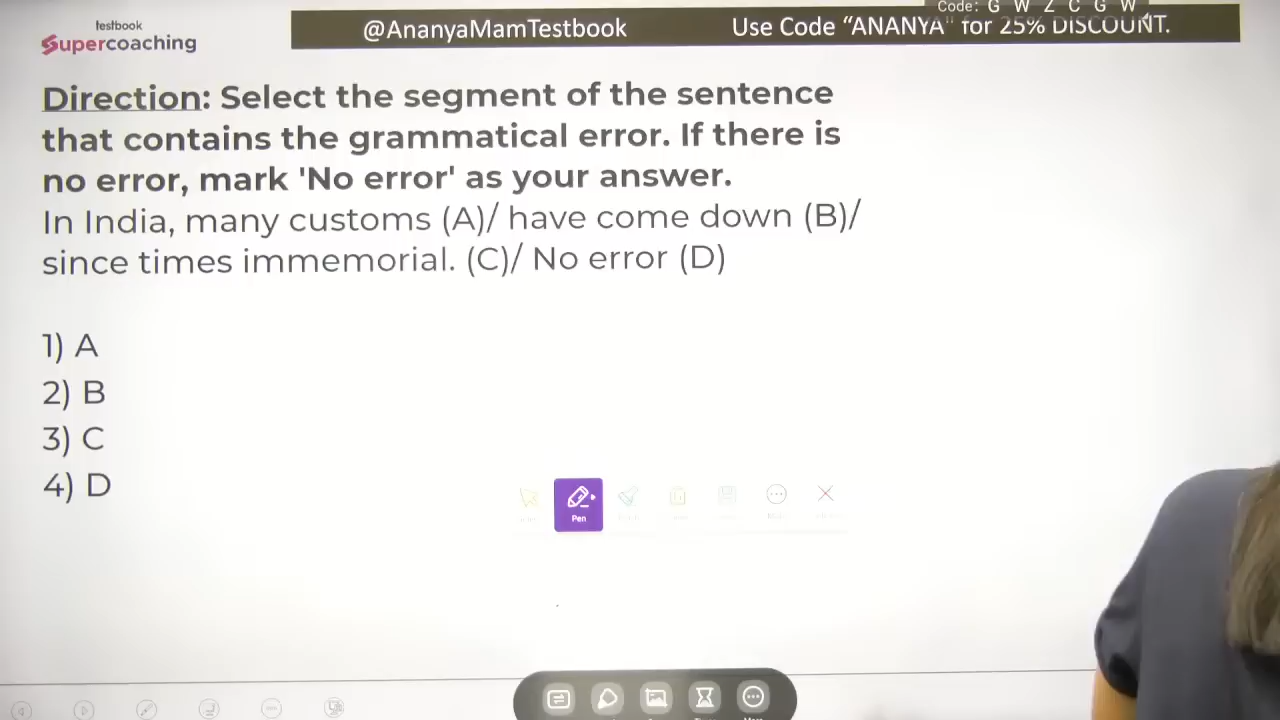 testbook
Supercoaching
@AnanyaMamTestbook
Code: G W Z C G W
Use Code “ANANYA" for 25% DISCOUNT.
Direction: Select the segment of the sentence
that contains the grammatical error. If there is
no error, mark 'No error' as your answer.
In India, many customs (A)/ have come down (B)/
since times immemorial. (C)/ No error (D)
1) A
2) B
3) C
4) D
Pen